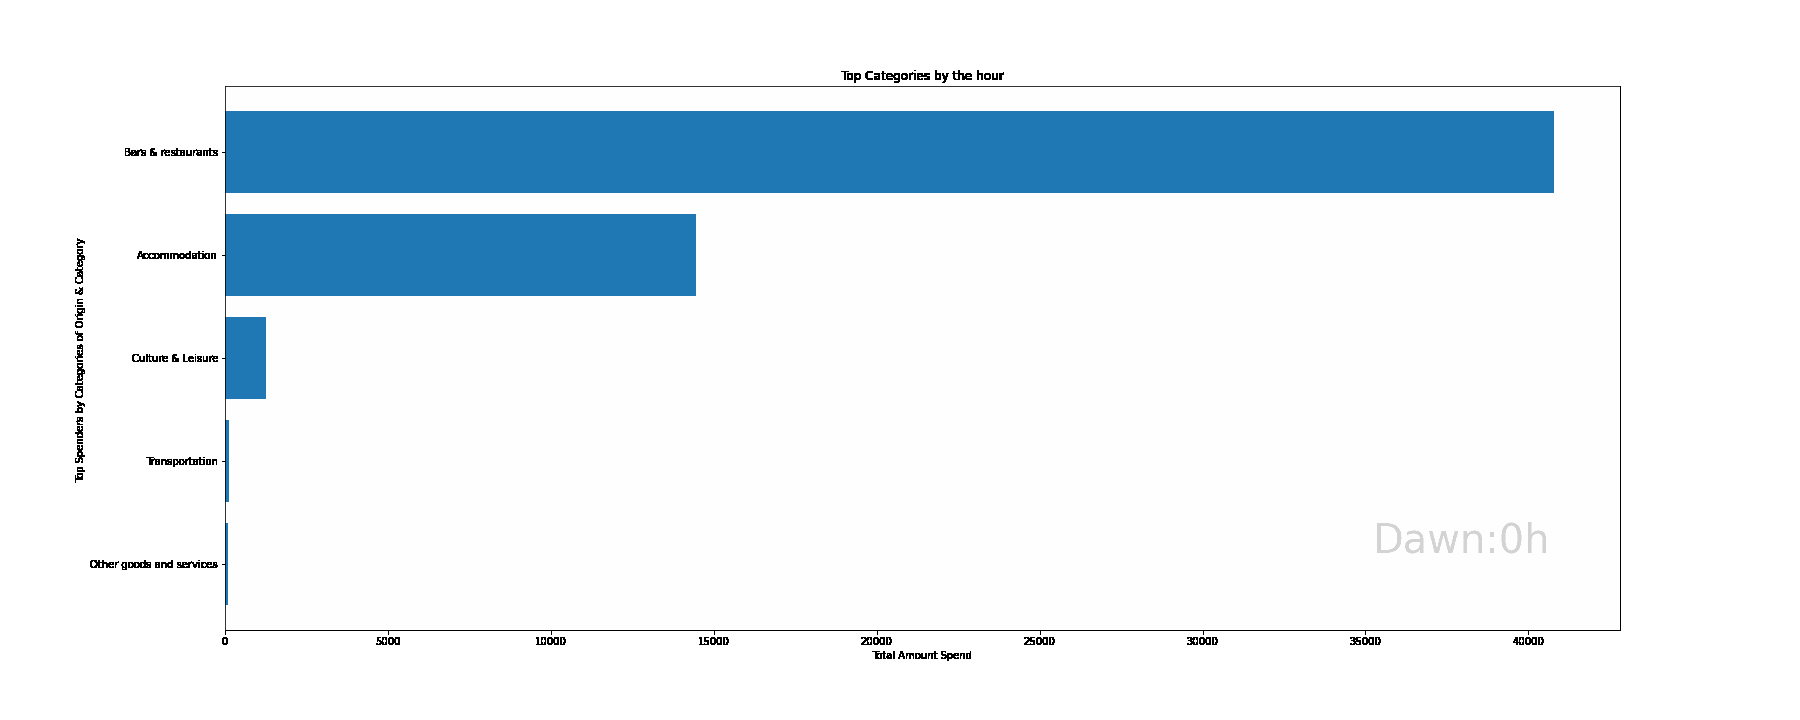 Top Categories by the hour
Top Spenders by Categories of Origin & Category
Bars & restaurants
Accommodation
Culture & Leisure
Transportation
Other goods and services
Dawn:0h
0 5000 10000 15000 20000 25000 30000 35000 40000
Total Amount Spend